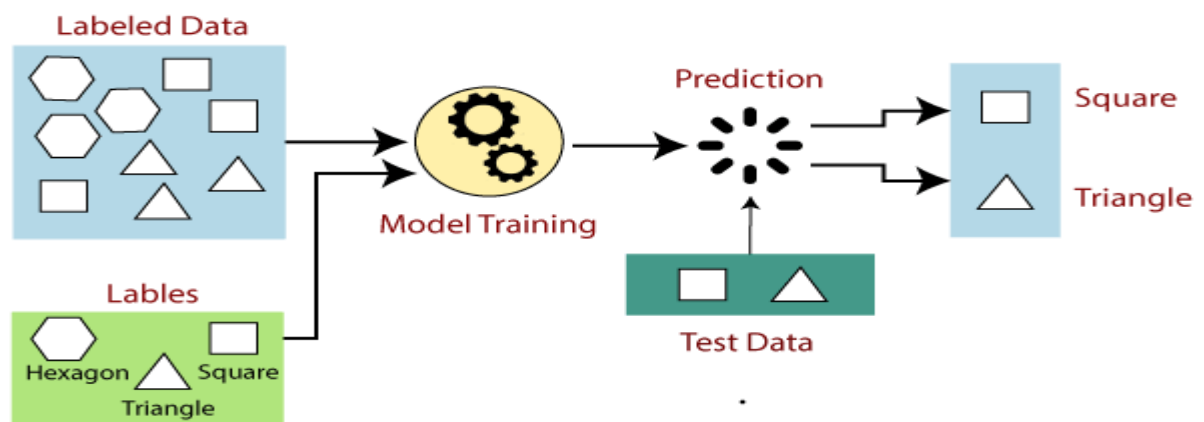 Labeled Data
Prediction
Square
Triangle
Model Training
Lables
Hexagon
Square
Triangle
Test Data